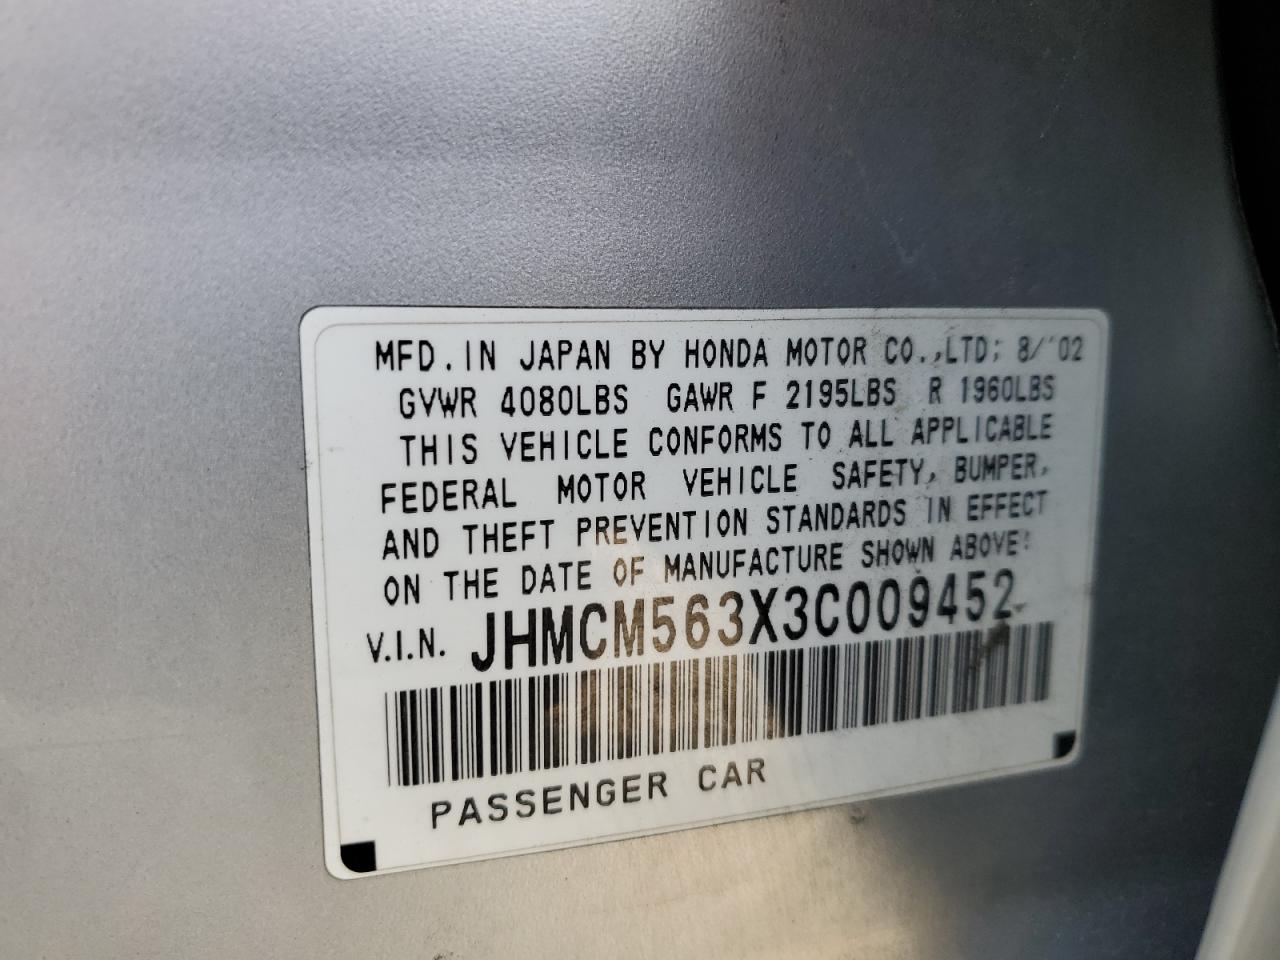 MFD. IN JAPAN BY HONDA MOTOR CO.,LTD; 8/'02
GVWR 4080LBS GAWR F 2195LBS R 1960LBS
THIS VEHICLE CONFORMS TO ALL APPLICABLE
FEDERAL MOTOR VEHICLE SAFETY, BUMPER,
AND THEFT PREVENTION STANDARDS IN EFFECT
ON THE DATE OF MANUFACTURE SHOWN ABOVE:
V.I.N. JHMCM563X3C009452
PASSENGER CAR